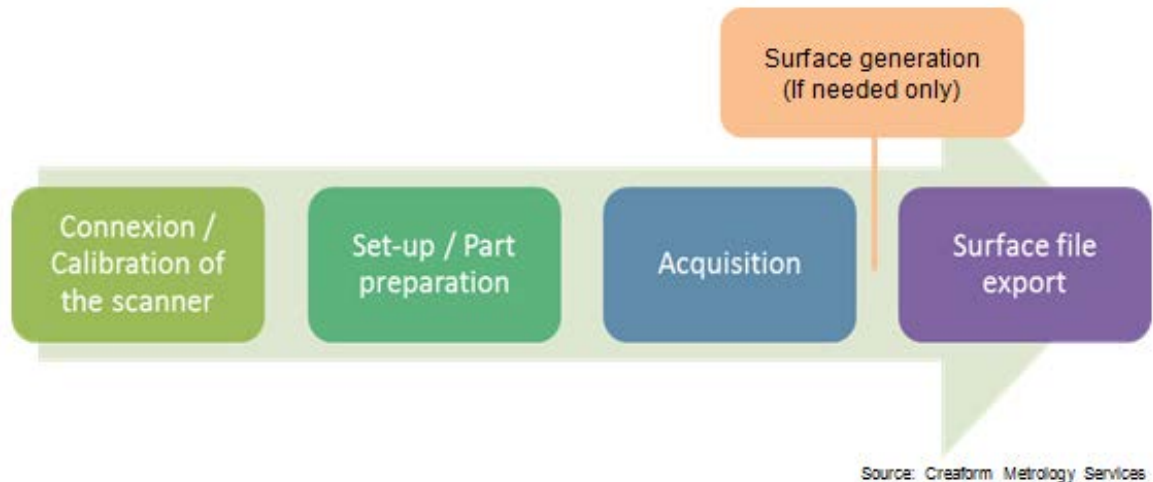 Surface generation
(If needed only)
Connexion /
Calibration of
the scanner
Set-up / Part
preparation
Acquisition
Surface file
export
Source: Creaform Metrology Services